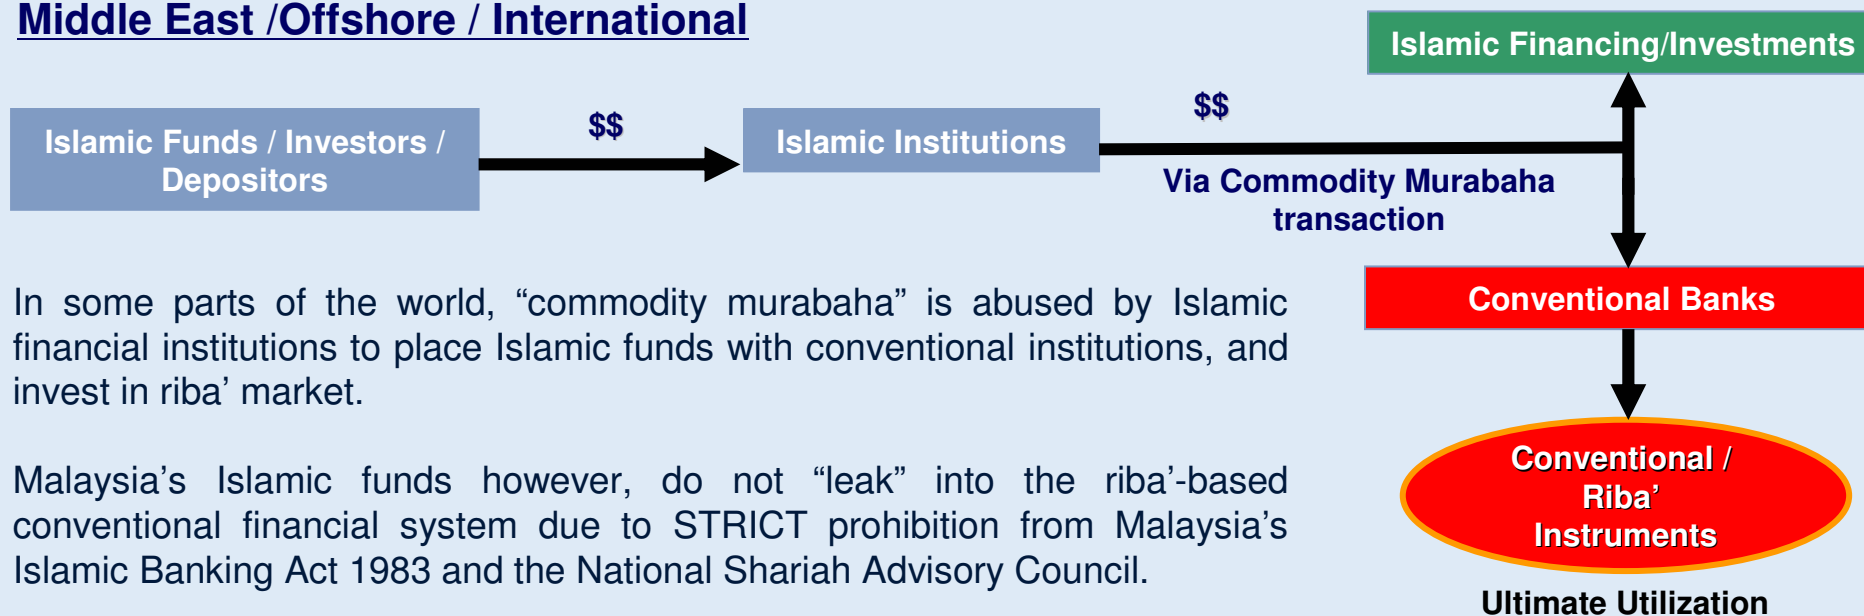 Middle East /Offshore / International
Islamic Financing/Investments
$$
$$
Islamic Funds / Investors /
Depositors
Islamic Institutions
Via Commodity Murabaha
transaction
Conventional Banks
In some parts of the world, “commodity murabaha” is abused by Islamic
financial institutions to place Islamic funds with conventional institutions, and
invest in riba’ market.
Conventional /
Riba’
Instruments
Malaysia’s Islamic funds however, do not “leak” into the riba’-based
conventional financial system due to STRICT prohibition from Malaysia’s
Islamic Banking Act 1983 and the National Shariah Advisory Council.
Ultimate Utilization